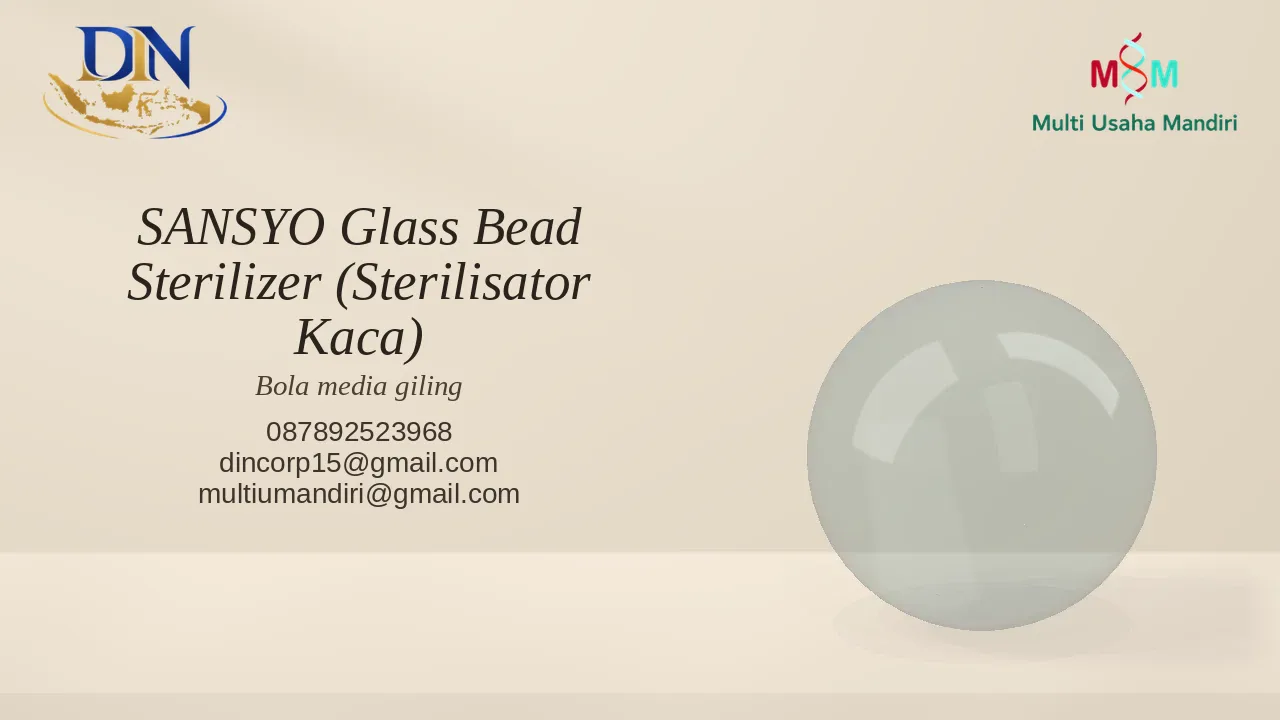 DIN
M M
Multi Usaha Mandiri
SANSYO Glass Bead
Sterilizer (Sterilisator
Kaca)
Bola media giling
087892523968
dincorp15@gmail.com
multiumandiri@gmail.com